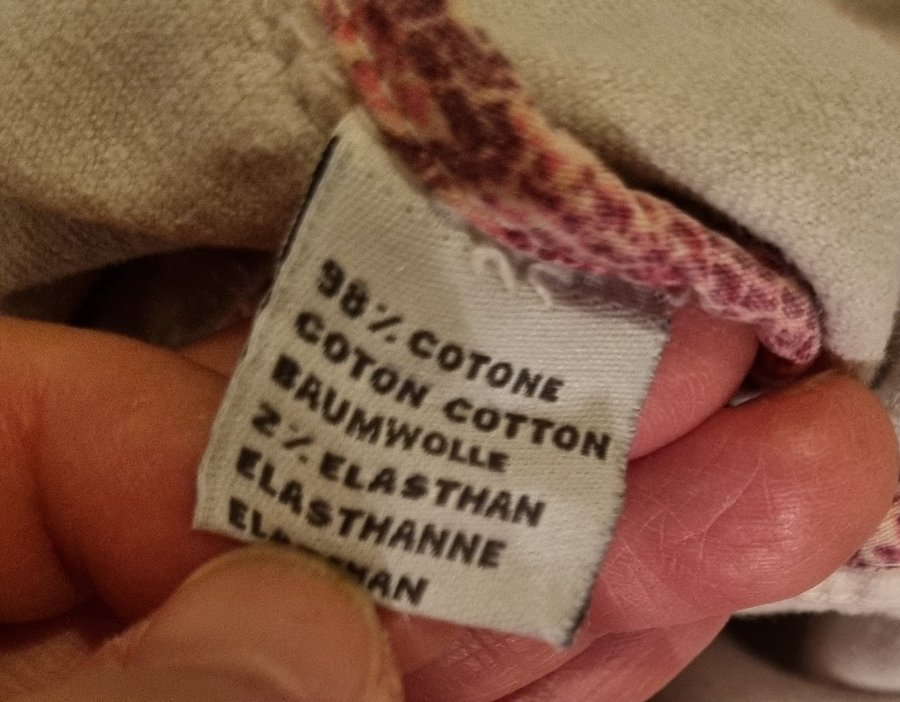 98% COTONE
COTON COTTON
BAUMWOLLE
2% ELASTHAN
ELASTHANNE